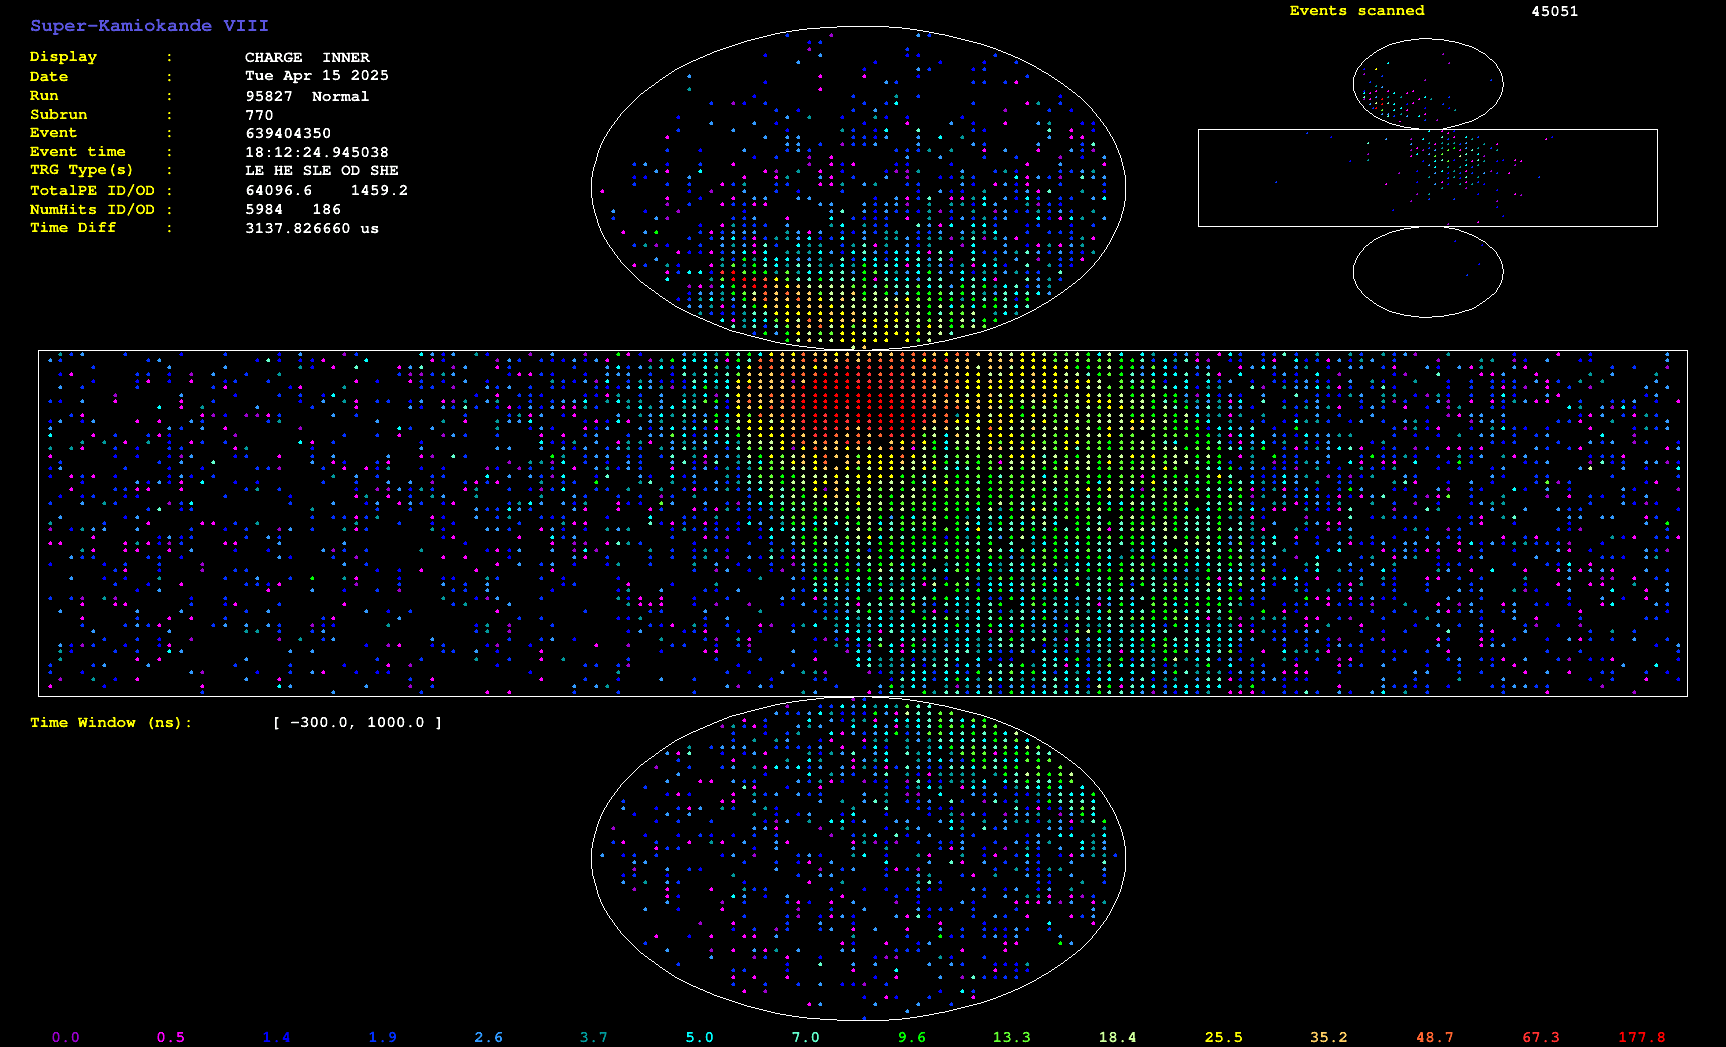 Super-Kamiokande VIII
Display : CHARGE INNER
Date : Tue Apr 15 2025
Run : 95827 Normal
Subrun : 770
Event : 639404350
Event time : 18:12:24.945038
TRG Type(s) : LE HE SLE OD SHE
TotalPE ID/OD : 64096.6 1459.2
NumHits ID/OD : 5984 186
Time Diff : 3137.826660 us
Events scanned 45051
Time Window (ns): [ -300.0, 1000.0 ]
0.0 0.5 1.4 1.9 2.6 3.7 5.0 7.0 9.6 13.3 18.4 25.5 35.2 48.7 67.3 177.8